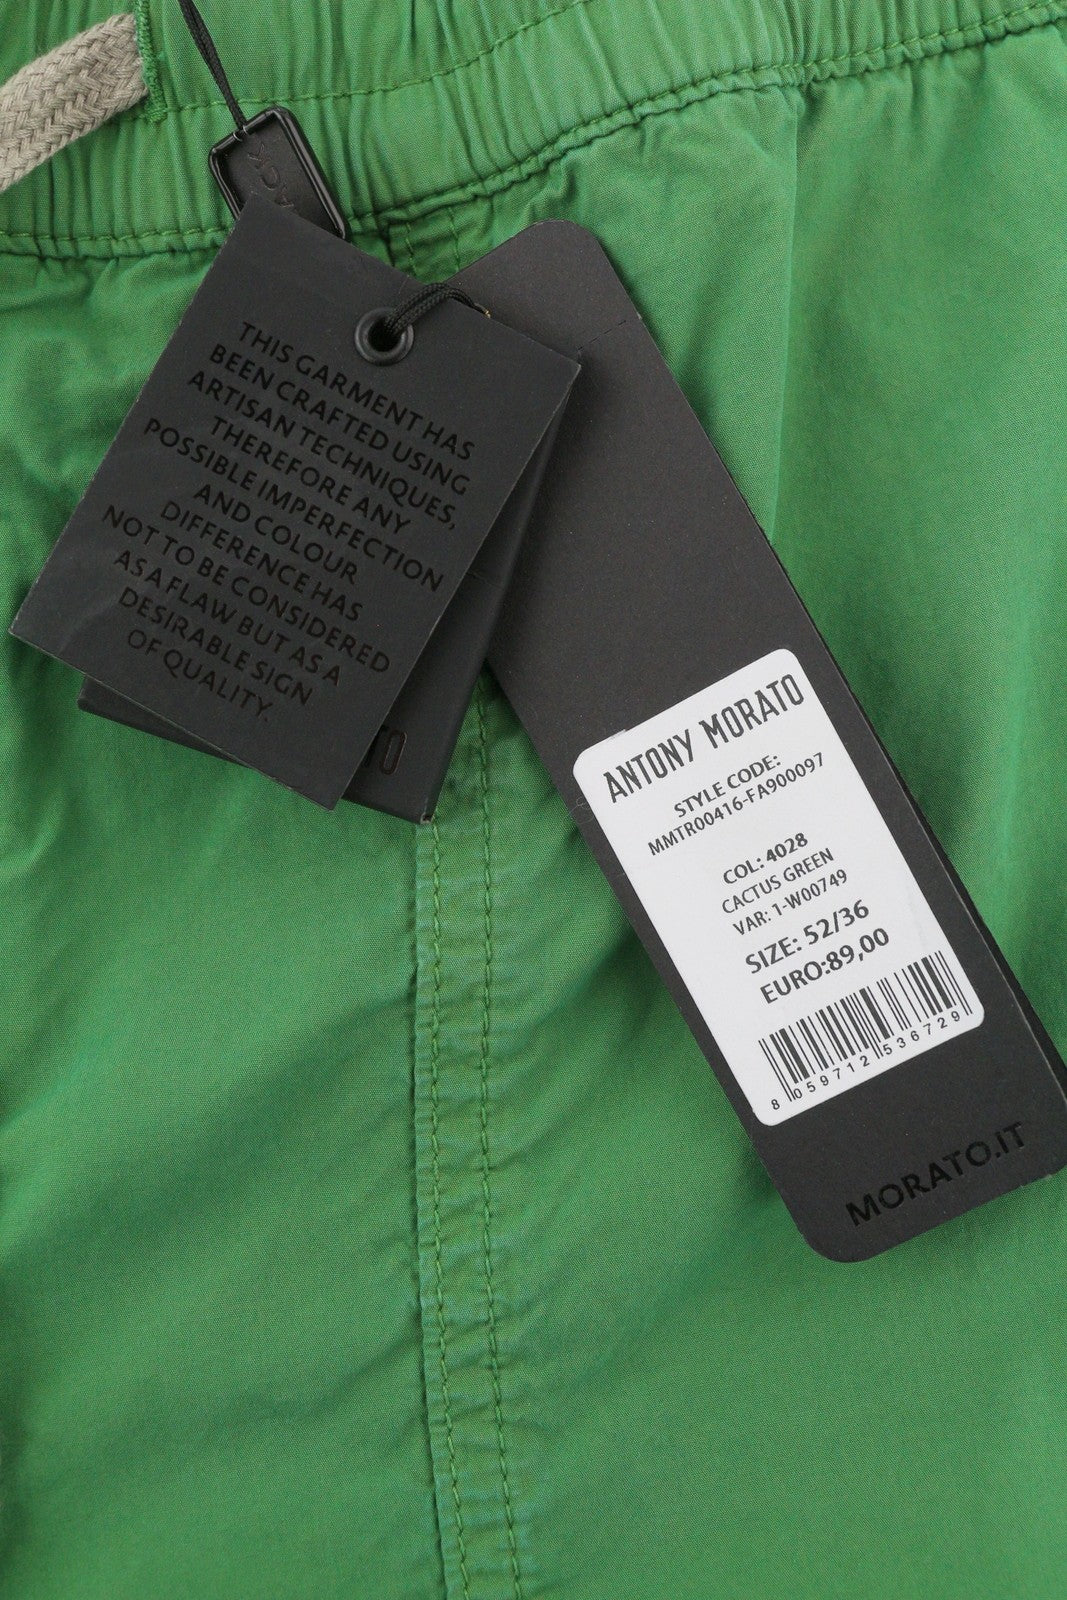 THIS GARMENT HAS
BEEN CRAFTED USING
ARTISAN TECHNIQUES,
THEREFORE ANY
POSSIBLE IMPERFECTION
AND COLOUR
DIFFERENCE HAS
NOT TO BE CONSIDERED
AS A FLAW BUT AS A
DESIRABLE SIGN
OF QUALITY.
ANTONY MORATO
STYLE CODE:
MMTR00416-FA900097
COL: 4028
CACTUS GREEN
VAR: 1-W00749
SIZE: 52/36
EURO:89,00
8 059712 536729
MORATO.IT